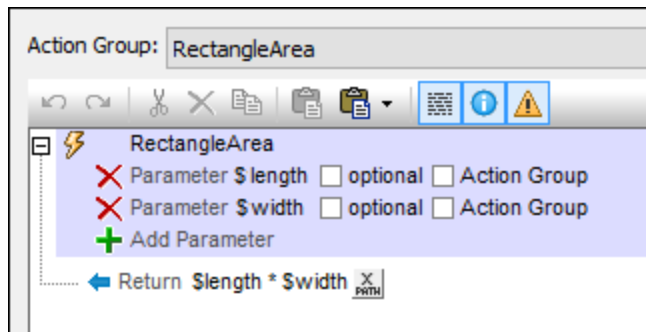 Action Group: RectangleArea
RectangleArea
Parameter $length optional Action Group
Parameter $width optional Action Group
Add Parameter
Return $length * $width X PATH